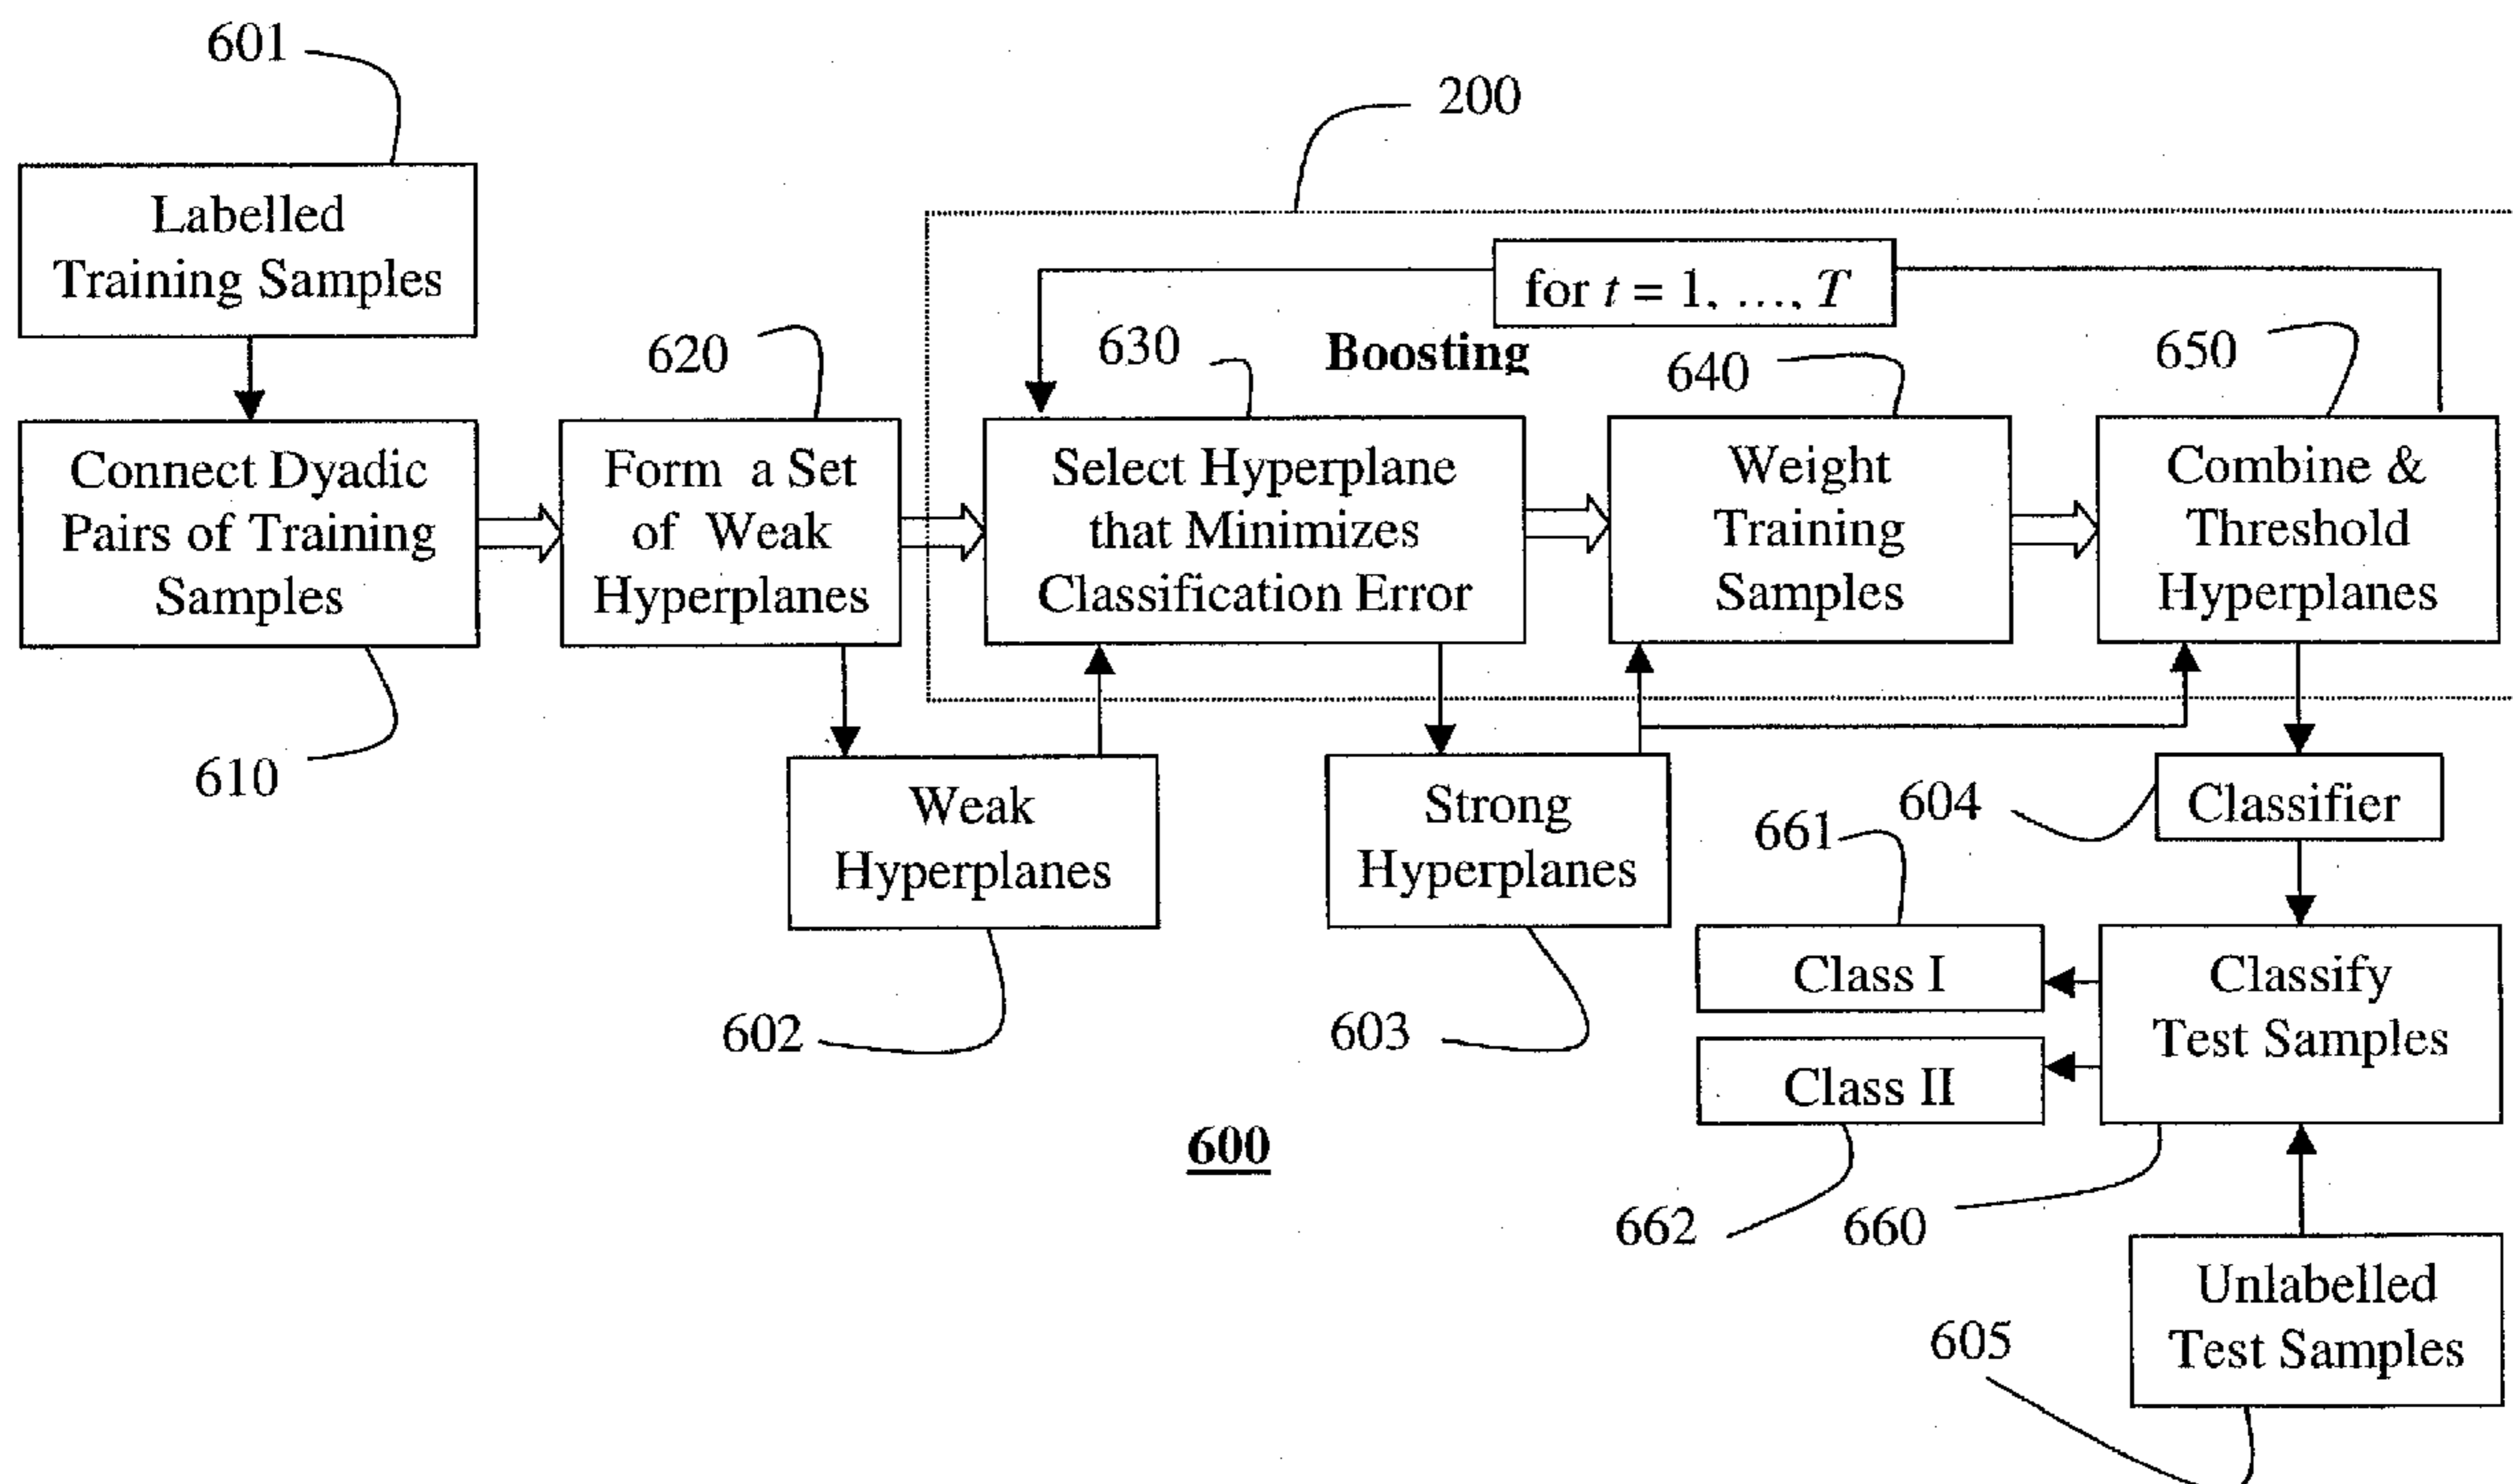 601
200
Labelled
Training Samples
for t = 1, ..., T
620
630
Boosting
640
650
Connect Dyadic
Pairs of Training
Samples
Form a Set
of Weak
Hyperplanes
Select Hyperplane
that Minimizes
Classification Error
Weight
Training
Samples
Combine &
Threshold
Hyperplanes
610
Weak
Hyperplanes
Strong
Hyperplanes
661
604
Classifier
602
603
Class I
Class II
Classify
Test Samples
600
662
660
605
Unlabelled
Test Samples